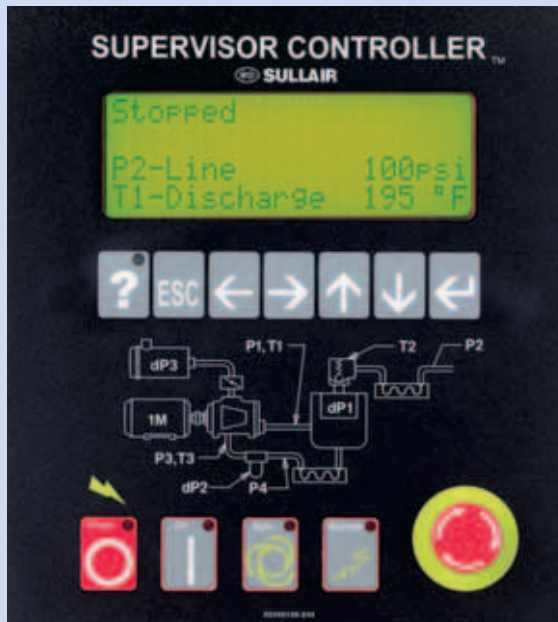 SUPERVISOR CONTROLLER TM
SULLAIR
Stopped
P2-Line 100psi
T1-Discharge 195 °F
? ESC
P1,T1 T2 P2
dP3
dP1
1M
P3,T3
dP2 P4